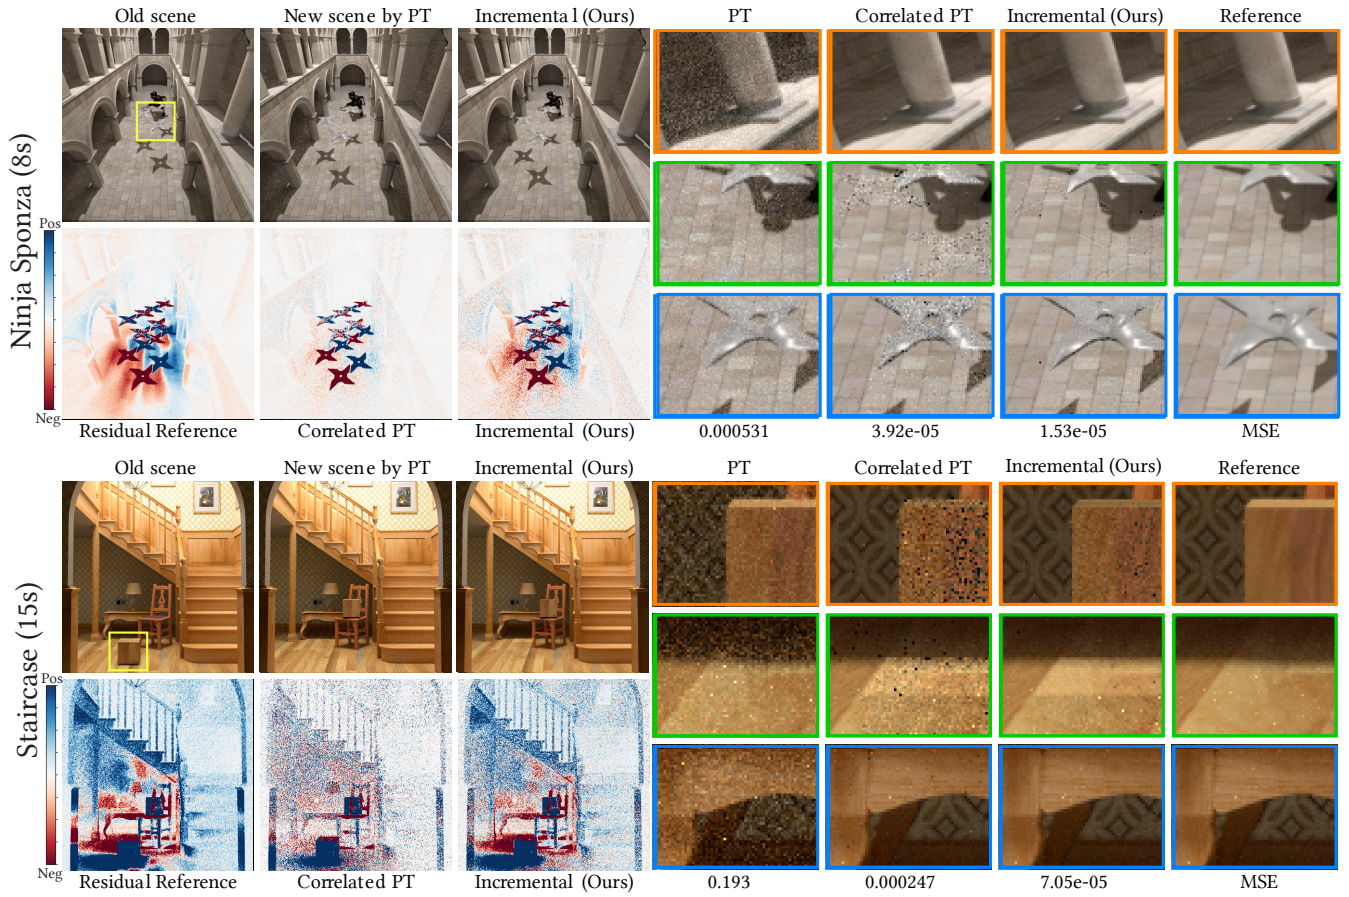 Old scene
New scene by PT
Incremental (Ours)
PT
Correlated PT
Incremental (Ours)
Reference
Ninja Sponza (8s)
Pos
Neg
Residual Reference
Correlated PT
Incremental (Ours)
0.000531
3.92e-05
1.53e-05
MSE
Old scene
New scene by PT
Incremental (Ours)
PT
Correlated PT
Incremental (Ours)
Reference
Staircase (15s)
Pos
Neg
Residual Reference
Correlated PT
Incremental (Ours)
0.193
0.000247
7.05e-05
MSE